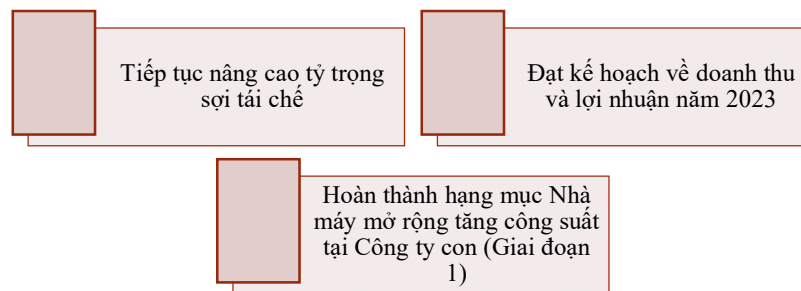 Tiếp tục nâng cao tỷ trọng
sợi tái chế
Đạt kế hoạch về doanh thu
và lợi nhuận năm 2023
Hoàn thành hạng mục Nhà
máy mở rộng tăng công suất
tại Công ty con (Giai đoạn
1)